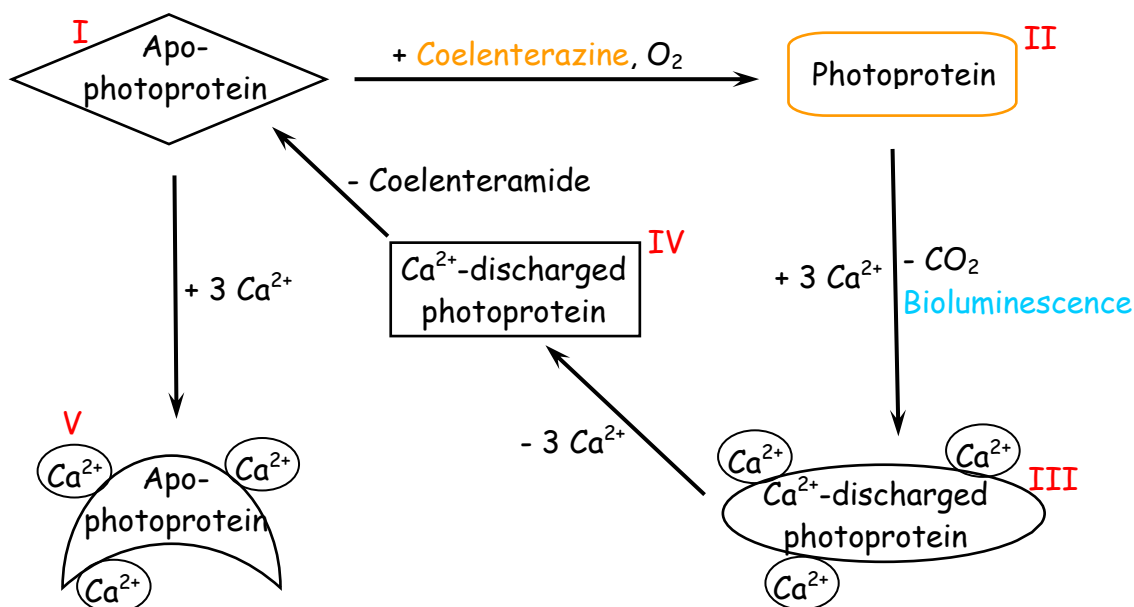 I
Apo-
photoprotein
+ Coelenterazine, O₂
II
Photoprotein
- Coelenteramide
IV
Ca²⁺-discharged
photoprotein
+ 3 Ca²⁺
+ 3 Ca²⁺
- CO₂
Bioluminescence
V
Ca²⁺
Ca²⁺
Apo-
photoprotein
Ca²⁺
- 3 Ca²⁺
Ca²⁺
Ca²⁺
III
Ca²⁺-discharged
photoprotein
Ca²⁺